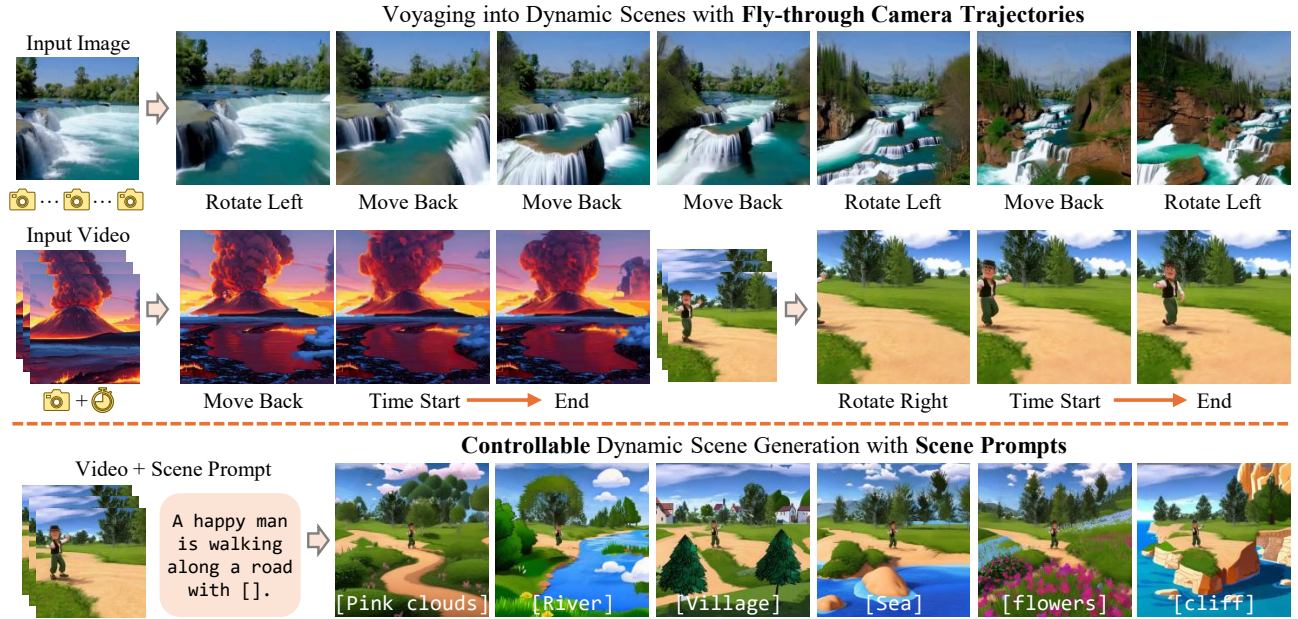 Voyaging into Dynamic Scenes with Fly-through Camera Trajectories
Input Image
... ...
Rotate Left
Move Back
Move Back
Move Back
Rotate Left
Move Back
Rotate Left
Input Video
+
Move Back
Time Start
End
Rotate Right
Time Start
End
Controllable Dynamic Scene Generation with Scene Prompts
Video + Scene Prompt
A happy man
is walking
along a road
with [].
[Pink clouds]
[River]
[Village]
[Sea]
[flowers]
[cliff]